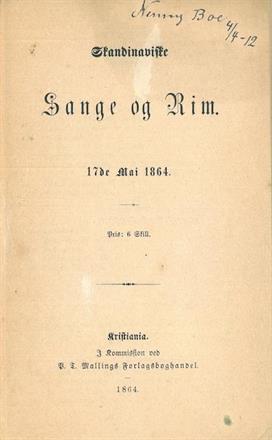 Nenny Boe
4/4-12
Skandinaviske
Sange og Rim.
17de Mai 1864.
Pris: 6 Skill.
Kristiania.
I Kommission ved
P. T. Mallings Forlagsboghandel.
1864.